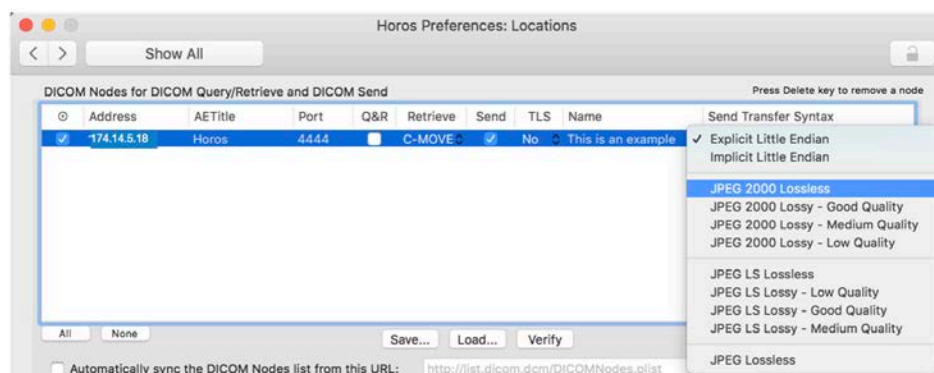 Horos Preferences: Locations
Show All
DICOM Nodes for DICOM Query/Retrieve and DICOM Send
Press Delete key to remove a node
Address AETitle Port Q&R Retrieve Send TLS Name Send Transfer Syntax
174.14.5.18 Horos 4444 C-MOVE No This is an example
Explicit Little Endian
Implicit Little Endian
JPEG 2000 Lossless
JPEG 2000 Lossy - Good Quality
JPEG 2000 Lossy - Medium Quality
JPEG 2000 Lossy - Low Quality
JPEG LS Lossless
JPEG LS Lossy - Low Quality
JPEG LS Lossy - Good Quality
JPEG LS Lossy - Medium Quality
JPEG Lossless
All None
Save... Load... Verify
Automatically sync the DICOM Nodes list from this URL: http://list.dicom.dcm/DICOMNodes.plist